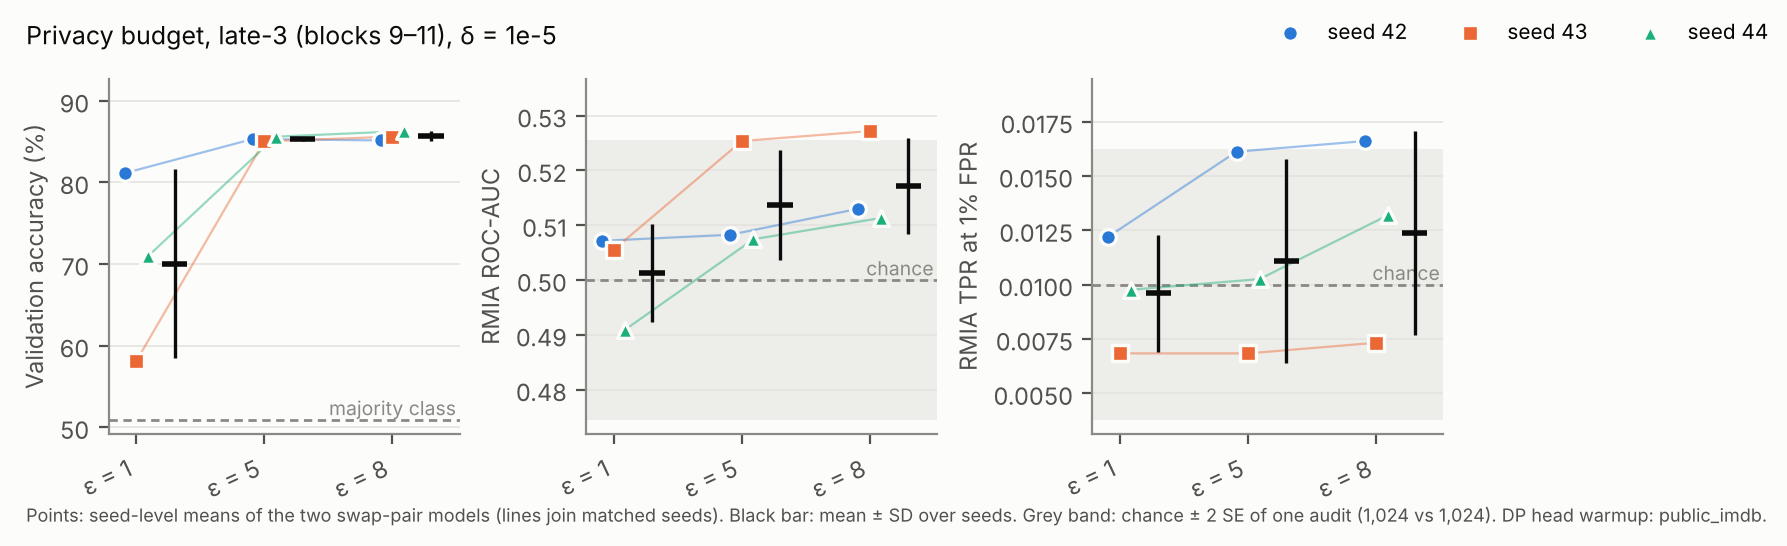 Privacy budget, late-3 (blocks 9–11), δ = 1e-5
seed 42
seed 43
seed 44
Validation accuracy (%)
90
80
70
60
50
majority class
ε = 1
ε = 5
ε = 8
RMIA ROC-AUC
0.53
0.52
0.51
0.50
0.49
0.48
chance
ε = 1
ε = 5
ε = 8
RMIA TPR at 1% FPR
0.0175
0.0150
0.0125
0.0100
0.0075
0.0050
chance
ε = 1
ε = 5
ε = 8
Points: seed-level means of the two swap-pair models (lines join matched seeds). Black bar: mean ± SD over seeds. Grey band: chance ± 2 SE of one audit (1,024 vs 1,024). DP head warmup: public_imdb.